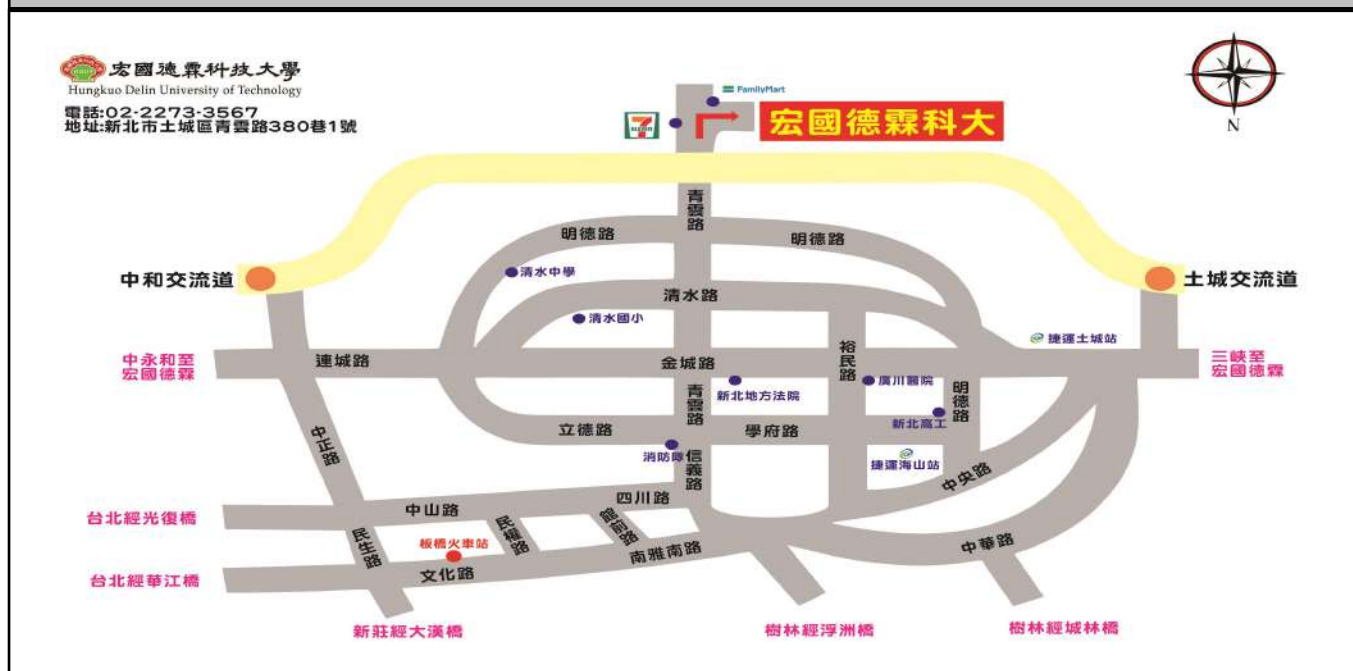 宏國德霖科技大學
Hungkuo Delin University of Technology
電話:02-2273-3567
地址:新北市土城區青雲路380巷1號
FamilyMart
7
ELEVEN
宏國德霖科大
N
青雲路
明德路
明德路
清水中學
中和交流道
土城交流道
清水路
清水國小
捷運土城站
中永和至
宏國德霖
連城路
金城路
裕民路
三峽至
宏國德霖
新北地方法院
廣川醫院
青雲路
明德路
新北高工
立德路
學府路
中正路
消防隊
信義路
捷運海山站
中央路
四川路
中山路
台北經光復橋
民權路
館前路
民生路
板橋火車站
南雅南路
中華路
文化路
台北經華江橋
新莊經大漢橋
樹林經浮洲橋
樹林經城林橋